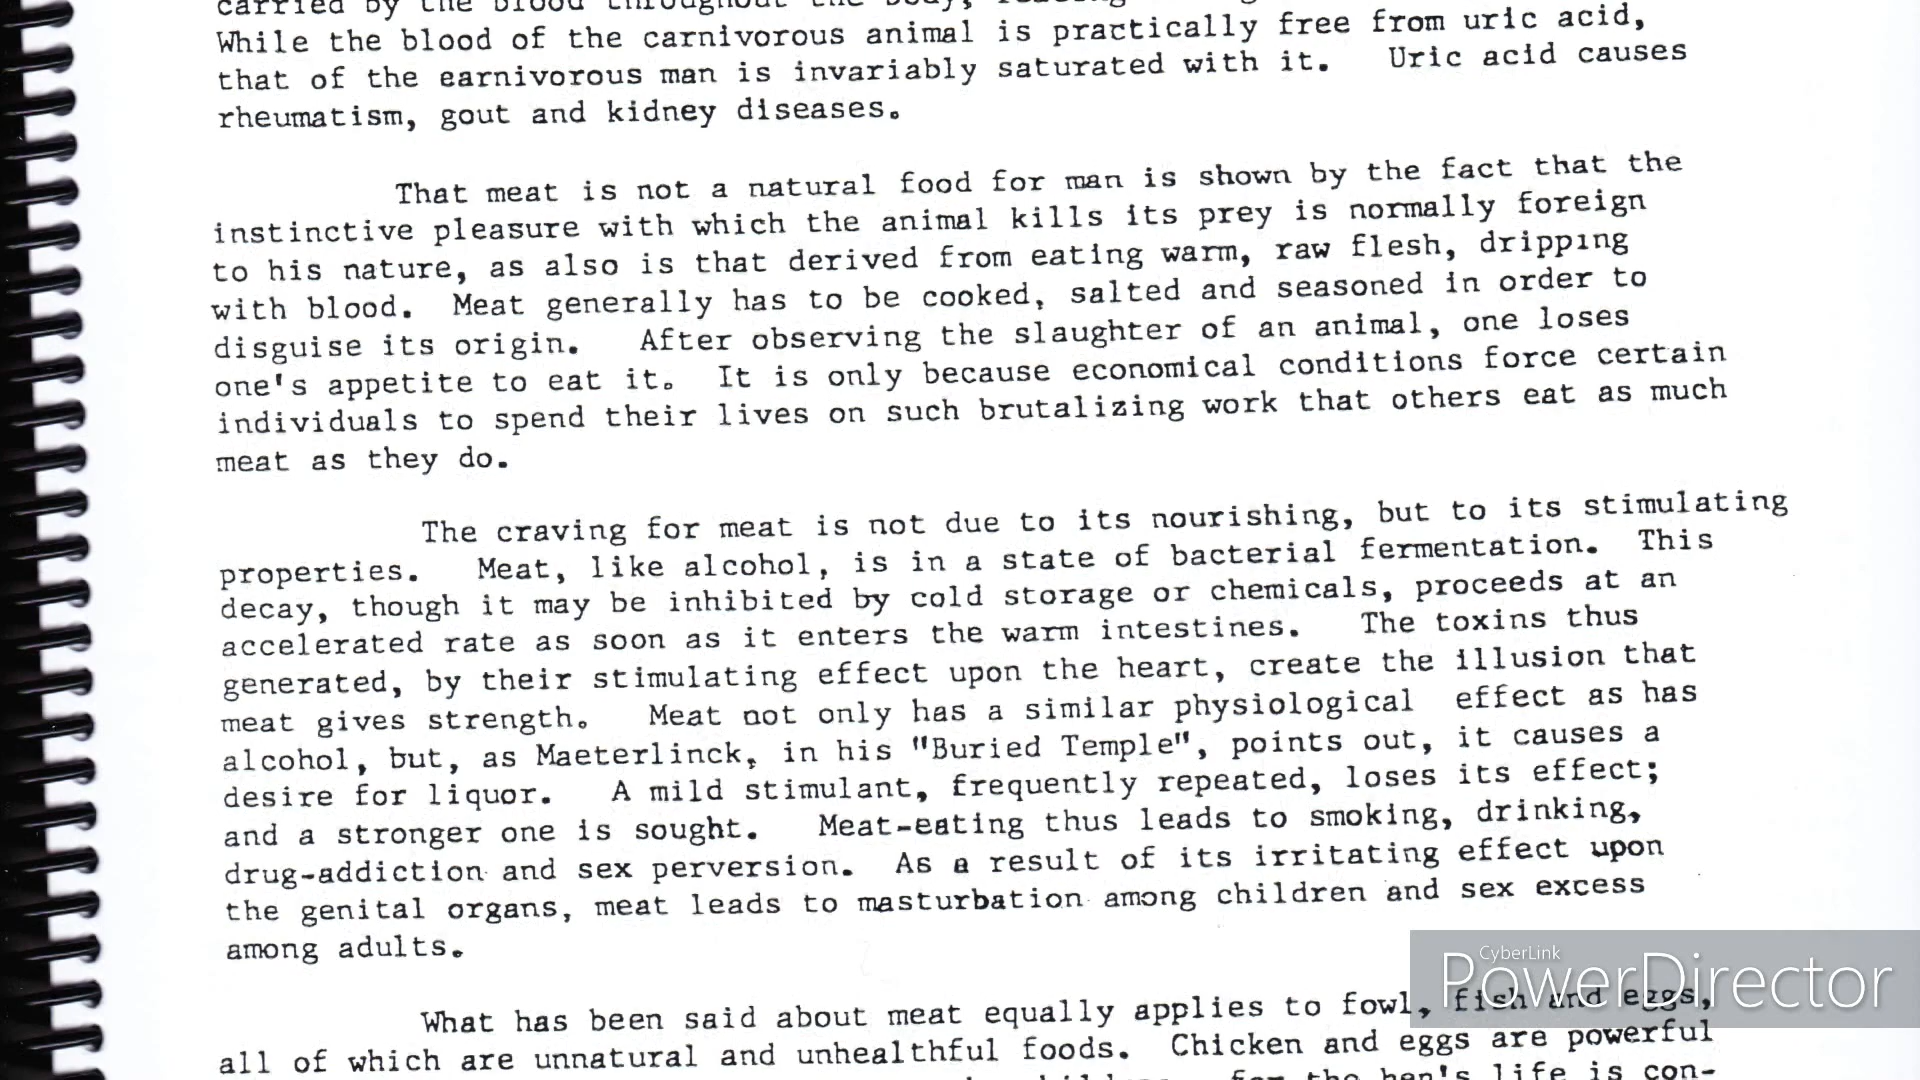 carried by the blood throughout the body,
While the blood of the carnivorous animal is practically free from uric acid,
that of the earnivorous man is invariably saturated with it. Uric acid causes
rheumatism, gout and kidney diseases.
That meat is not a natural food for man is shown by the fact that the
instinctive pleasure with which the animal kills its prey is normally foreign
to his nature, as also is that derived from eating warm, raw flesh, dripping
with blood. Meat generally has to be cooked, salted and seasoned in order to
disguise its origin. After observing the slaughter of an animal, one loses
one's appetite to eat it. It is only because economical conditions force certain
individuals to spend their lives on such brutalizing work that others eat as much
meat as they do.
The craving for meat is not due to its nourishing, but to its stimulating
properties. Meat, like alcohol, is in a state of bacterial fermentation. This
decay, though it may be inhibited by cold storage or chemicals, proceeds at an
accelerated rate as soon as it enters the warm intestines. The toxins thus
generated, by their stimulating effect upon the heart, create the illusion that
meat gives strength. Meat not only has a similar physiological effect as has
alcohol, but, as Maeterlinck, in his "Buried Temple", points out, it causes a
desire for liquor. A mild stimulant, frequently repeated, loses its effect;
and a stronger one is sought. Meat-eating thus leads to smoking, drinking,
drug-addiction and sex perversion. As a result of its irritating effect upon
the genital organs, meat leads to masturbation among children and sex excess
among adults.
What has been said about meat equally applies to fowl, fish and eggs,
all of which are unnatural and unhealthful foods. Chicken and eggs are powerful
for the hen's life is con-
CyberLink
PowerDirector